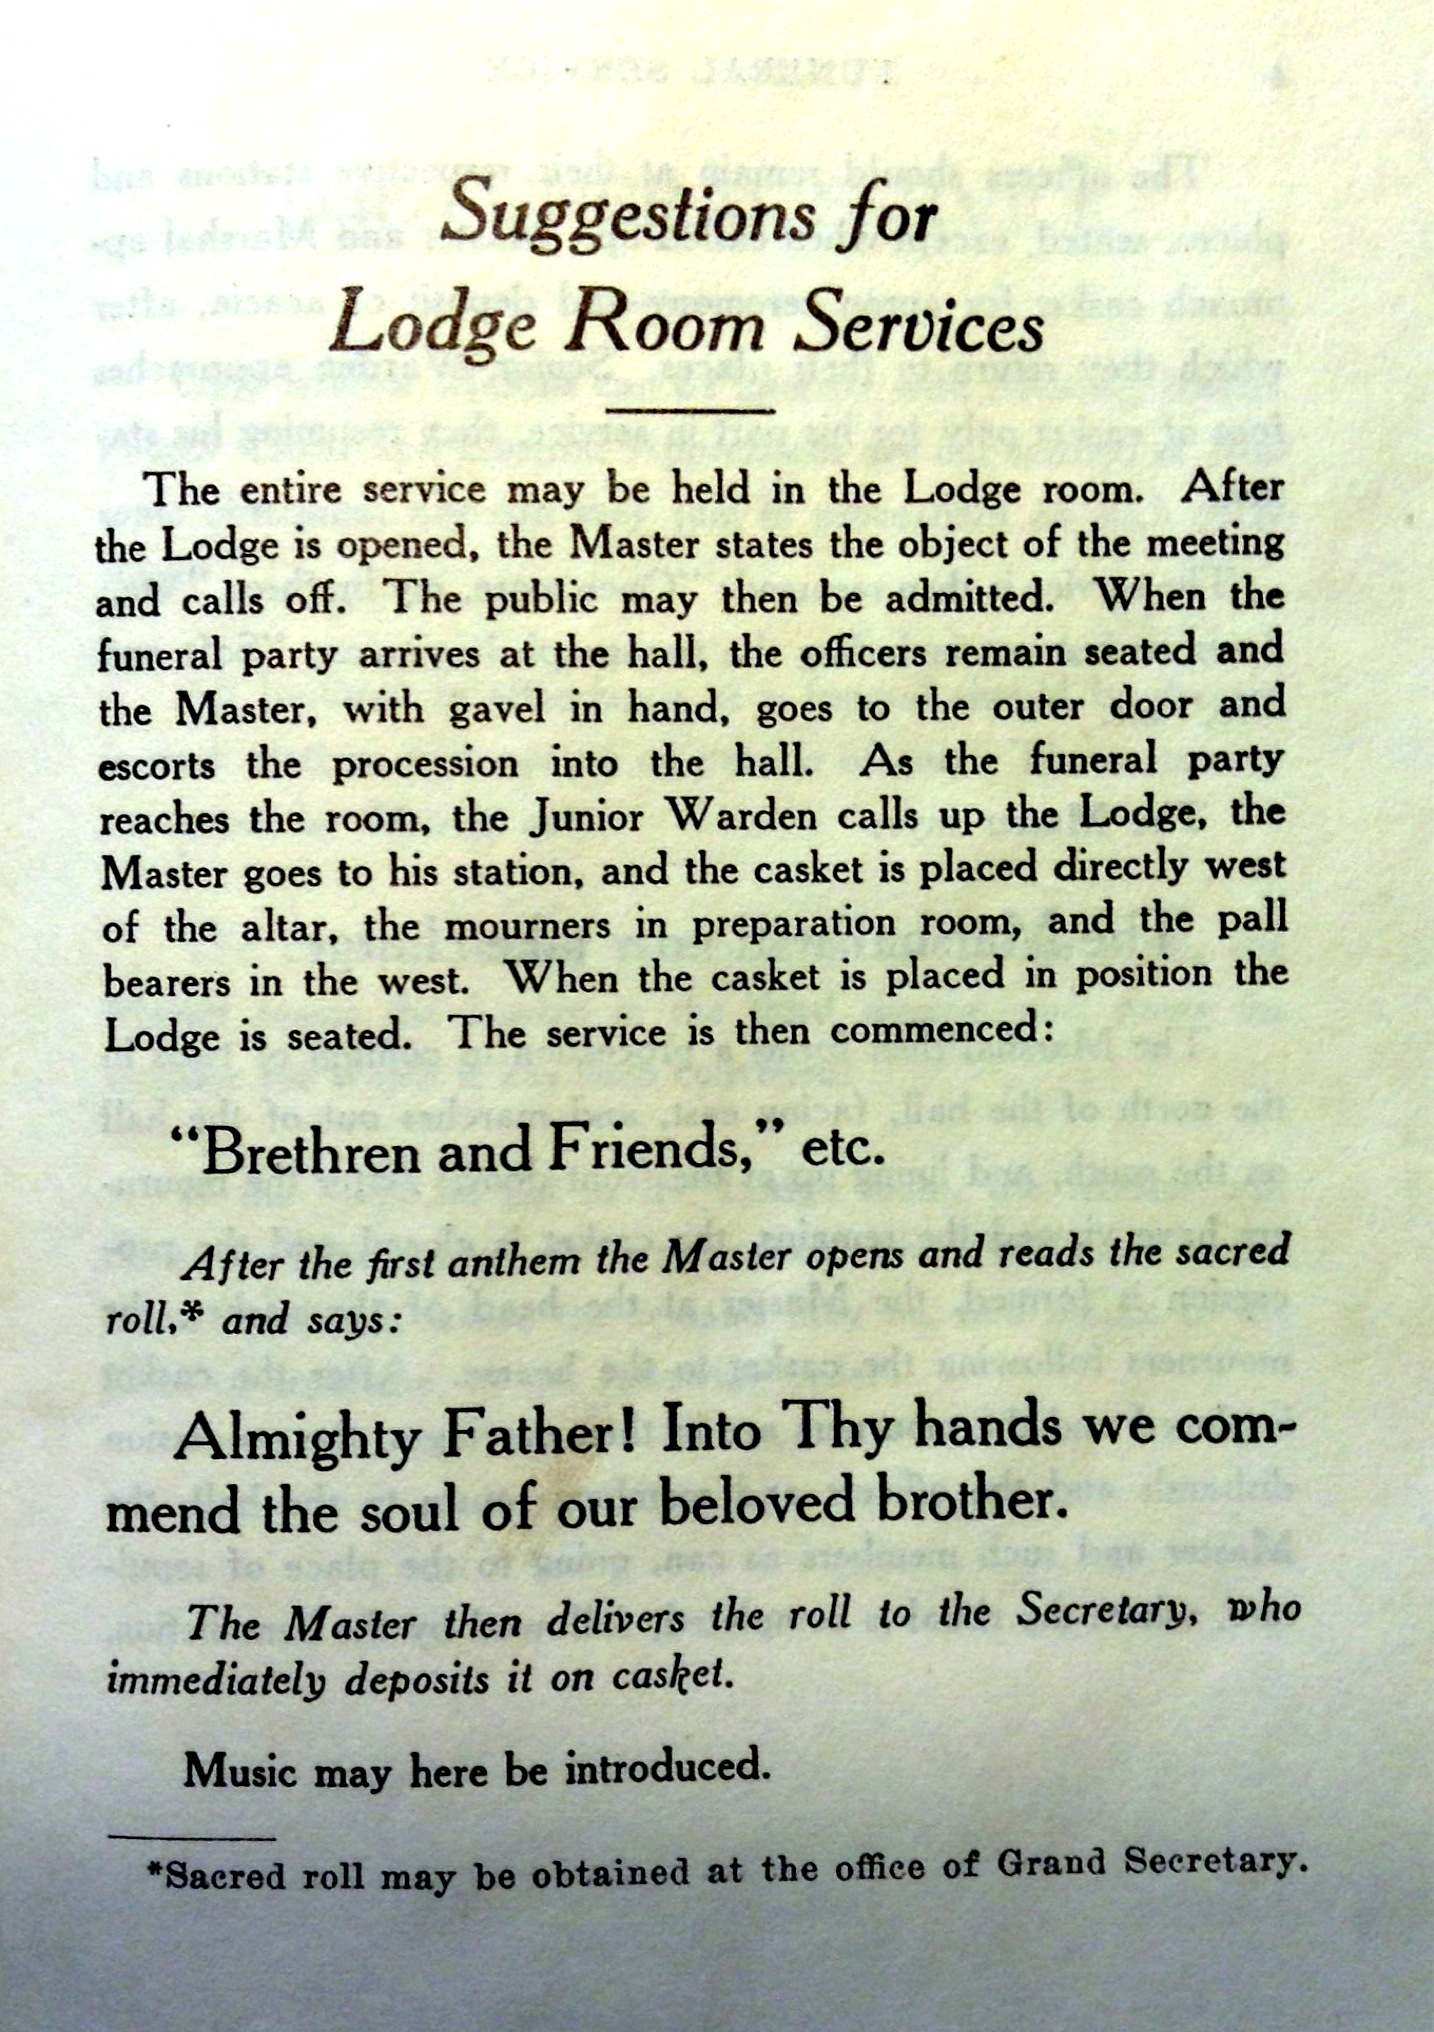 Suggestions for
Lodge Room Services
The entire service may be held in the Lodge room. After
the Lodge is opened, the Master states the object of the meeting
and calls off. The public may then be admitted. When the
funeral party arrives at the hall, the officers remain seated and
the Master, with gavel in hand, goes to the outer door and
escorts the procession into the hall. As the funeral party
reaches the room, the Junior Warden calls up the Lodge, the
Master goes to his station, and the casket is placed directly west
of the altar, the mourners in preparation room, and the pall
bearers in the west. When the casket is placed in position the
Lodge is seated. The service is then commenced:
“Brethren and Friends,” etc.
After the first anthem the Master opens and reads the sacred
roll,* and says:
Almighty Father! Into Thy hands we com-
mend the soul of our beloved brother.
The Master then delivers the roll to the Secretary, who
immediately deposits it on casket.
Music may here be introduced.
*Sacred roll may be obtained at the office of Grand Secretary.